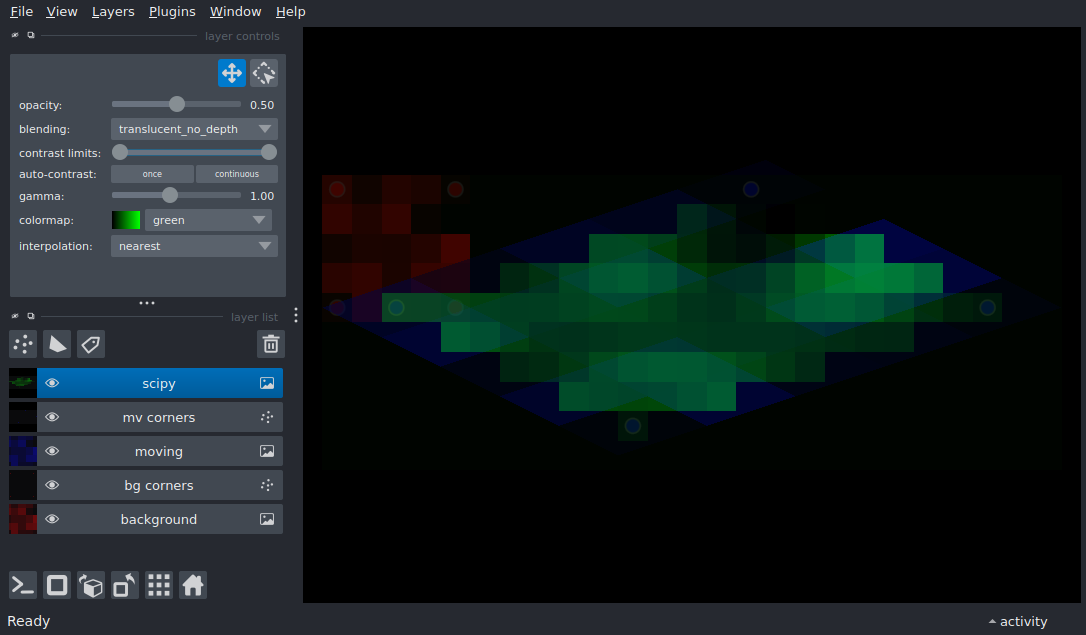 File View Layers Plugins Window Help
layer controls
opacity: 0.50
blending: translucent_no_depth
contrast limits:
auto-contrast: once continuous
gamma: 1.00
colormap: green
interpolation: nearest
layer list
scipy
mv corners
moving
bg corners
background
Ready activity